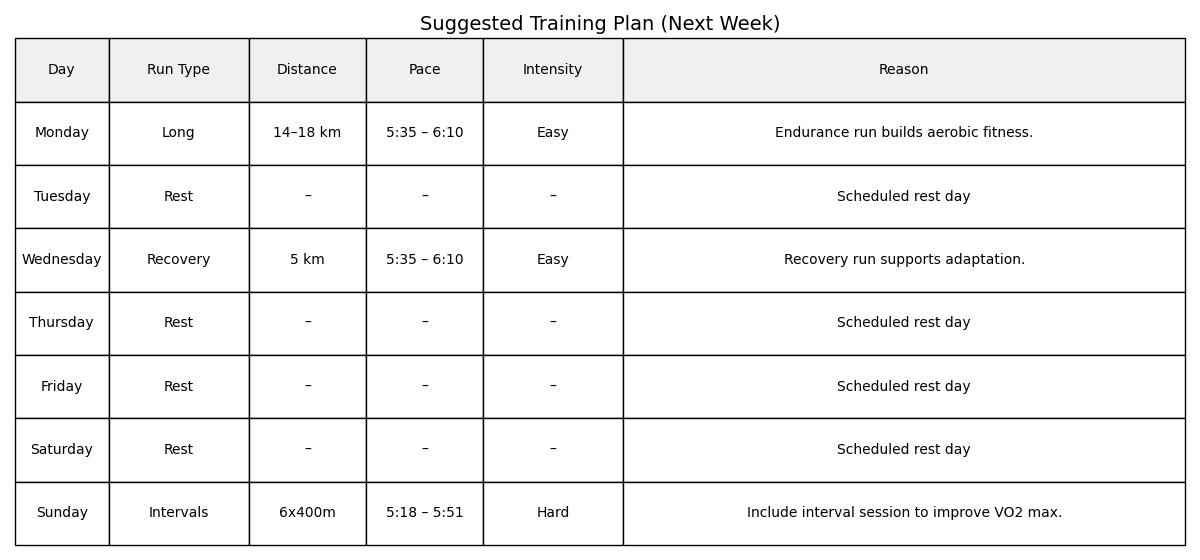 Suggested Training Plan (Next Week)
Day Run Type Distance Pace Intensity Reason
Monday Long 14–18 km 5:35 – 6:10 Easy Endurance run builds aerobic fitness.
Tuesday Rest – – – Scheduled rest day
Wednesday Recovery 5 km 5:35 – 6:10 Easy Recovery run supports adaptation.
Thursday Rest – – – Scheduled rest day
Friday Rest – – – Scheduled rest day
Saturday Rest – – – Scheduled rest day
Sunday Intervals 6x400m 5:18 – 5:51 Hard Include interval session to improve VO2 max.